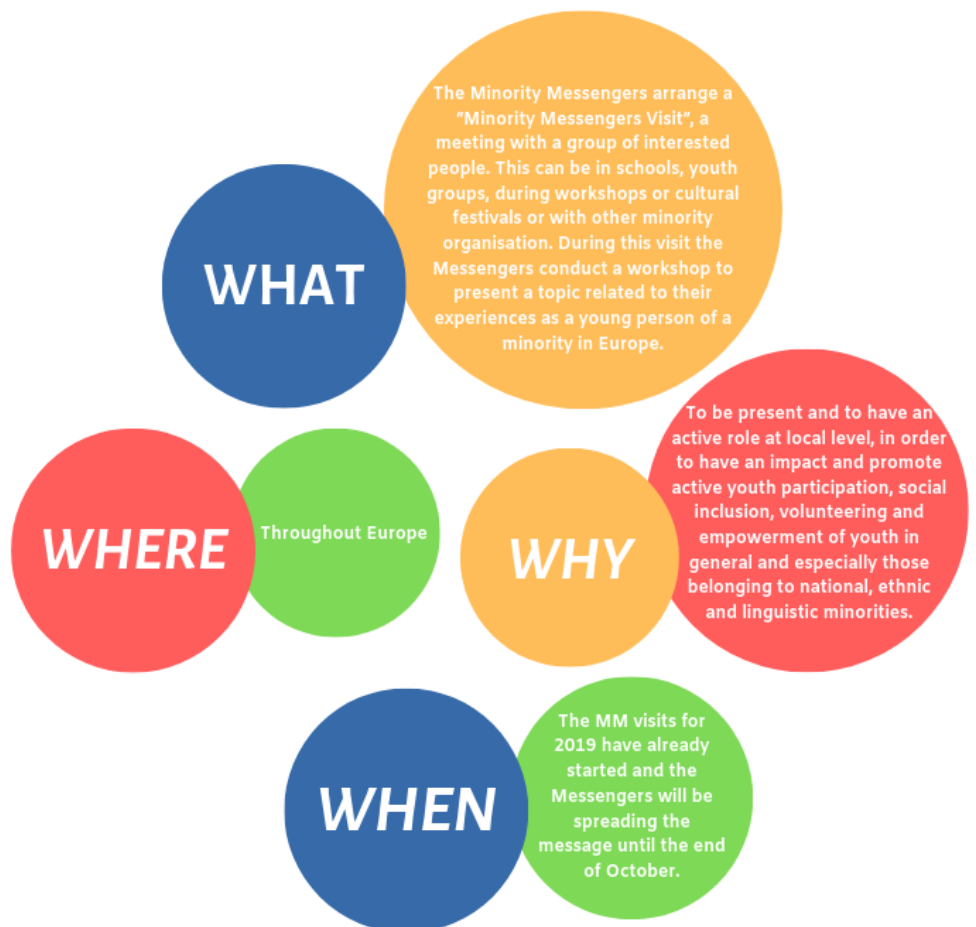 WHAT
The Minority Messengers arrange a
"Minority Messengers Visit", a
meeting with a group of interested
people. This can be in schools, youth
groups, during workshops or cultural
festivals or with other minority
organisation. During this visit the
Messengers conduct a workshop to
present a topic related to their
experiences as a young person of a
minority in Europe.
WHERE
Throughout Europe
WHY
To be present and to have an
active role at local level, in order
to have an impact and promote
active youth participation, social
inclusion, volunteering and
empowerment of youth in
general and especially those
belonging to national, ethnic
and linguistic minorities.
WHEN
The MM visits for
2019 have already
started and the
Messengers will be
spreading the
message until the end
of October.